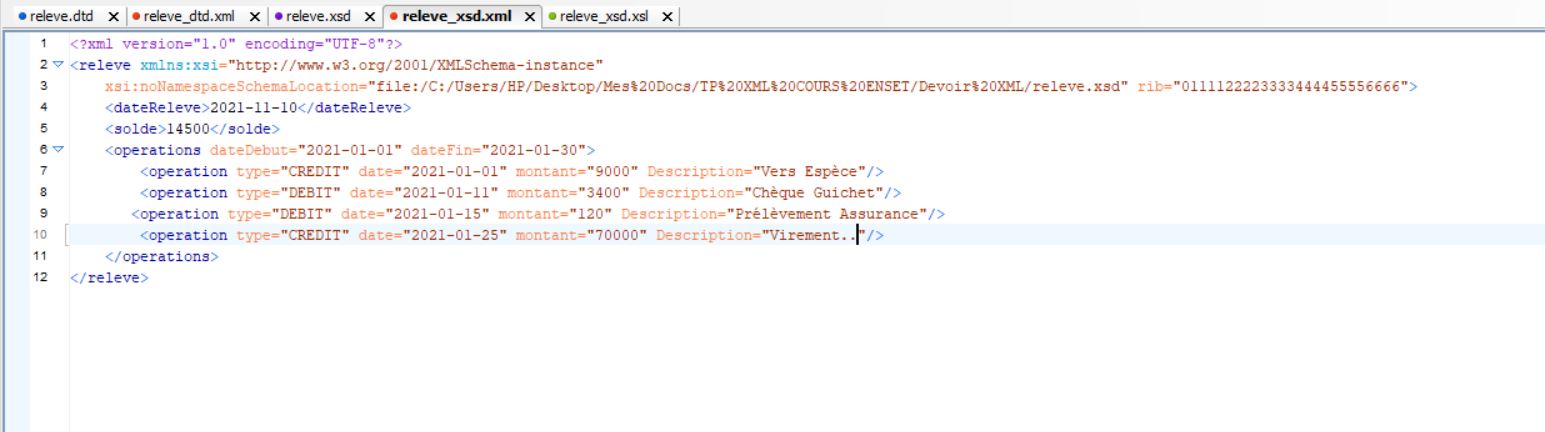 releve.dtd releve_dtd.xml releve.xsd releve_xsd.xml releve_xsd.xsl
1 <?xml version="1.0" encoding="UTF-8"?>
2 <releve xmlns:xsi="http://www.w3.org/2001/XMLSchema-instance"
3 xsi:noNamespaceSchemaLocation="file:/C:/Users/HP/Desktop/Mes%20Docs/TP%20XML%20COURS%20ENSET/Devoir%20XML/releve.xsd" rib="0111122223333444455556666">
4 <dateReleve>2021-11-10</dateReleve>
5 <solde>14500</solde>
6 <operations dateDebut="2021-01-01" dateFin="2021-01-30">
7 <operation type="CREDIT" date="2021-01-01" montant="9000" Description="Vers Espèce"/>
8 <operation type="DEBIT" date="2021-01-11" montant="3400" Description="Chèque Guichet"/>
9 <operation type="DEBIT" date="2021-01-15" montant="120" Description="Prélèvement Assurance"/>
10 <operation type="CREDIT" date="2021-01-25" montant="70000" Description="Virement.."/>
11 </operations>
12 </releve>